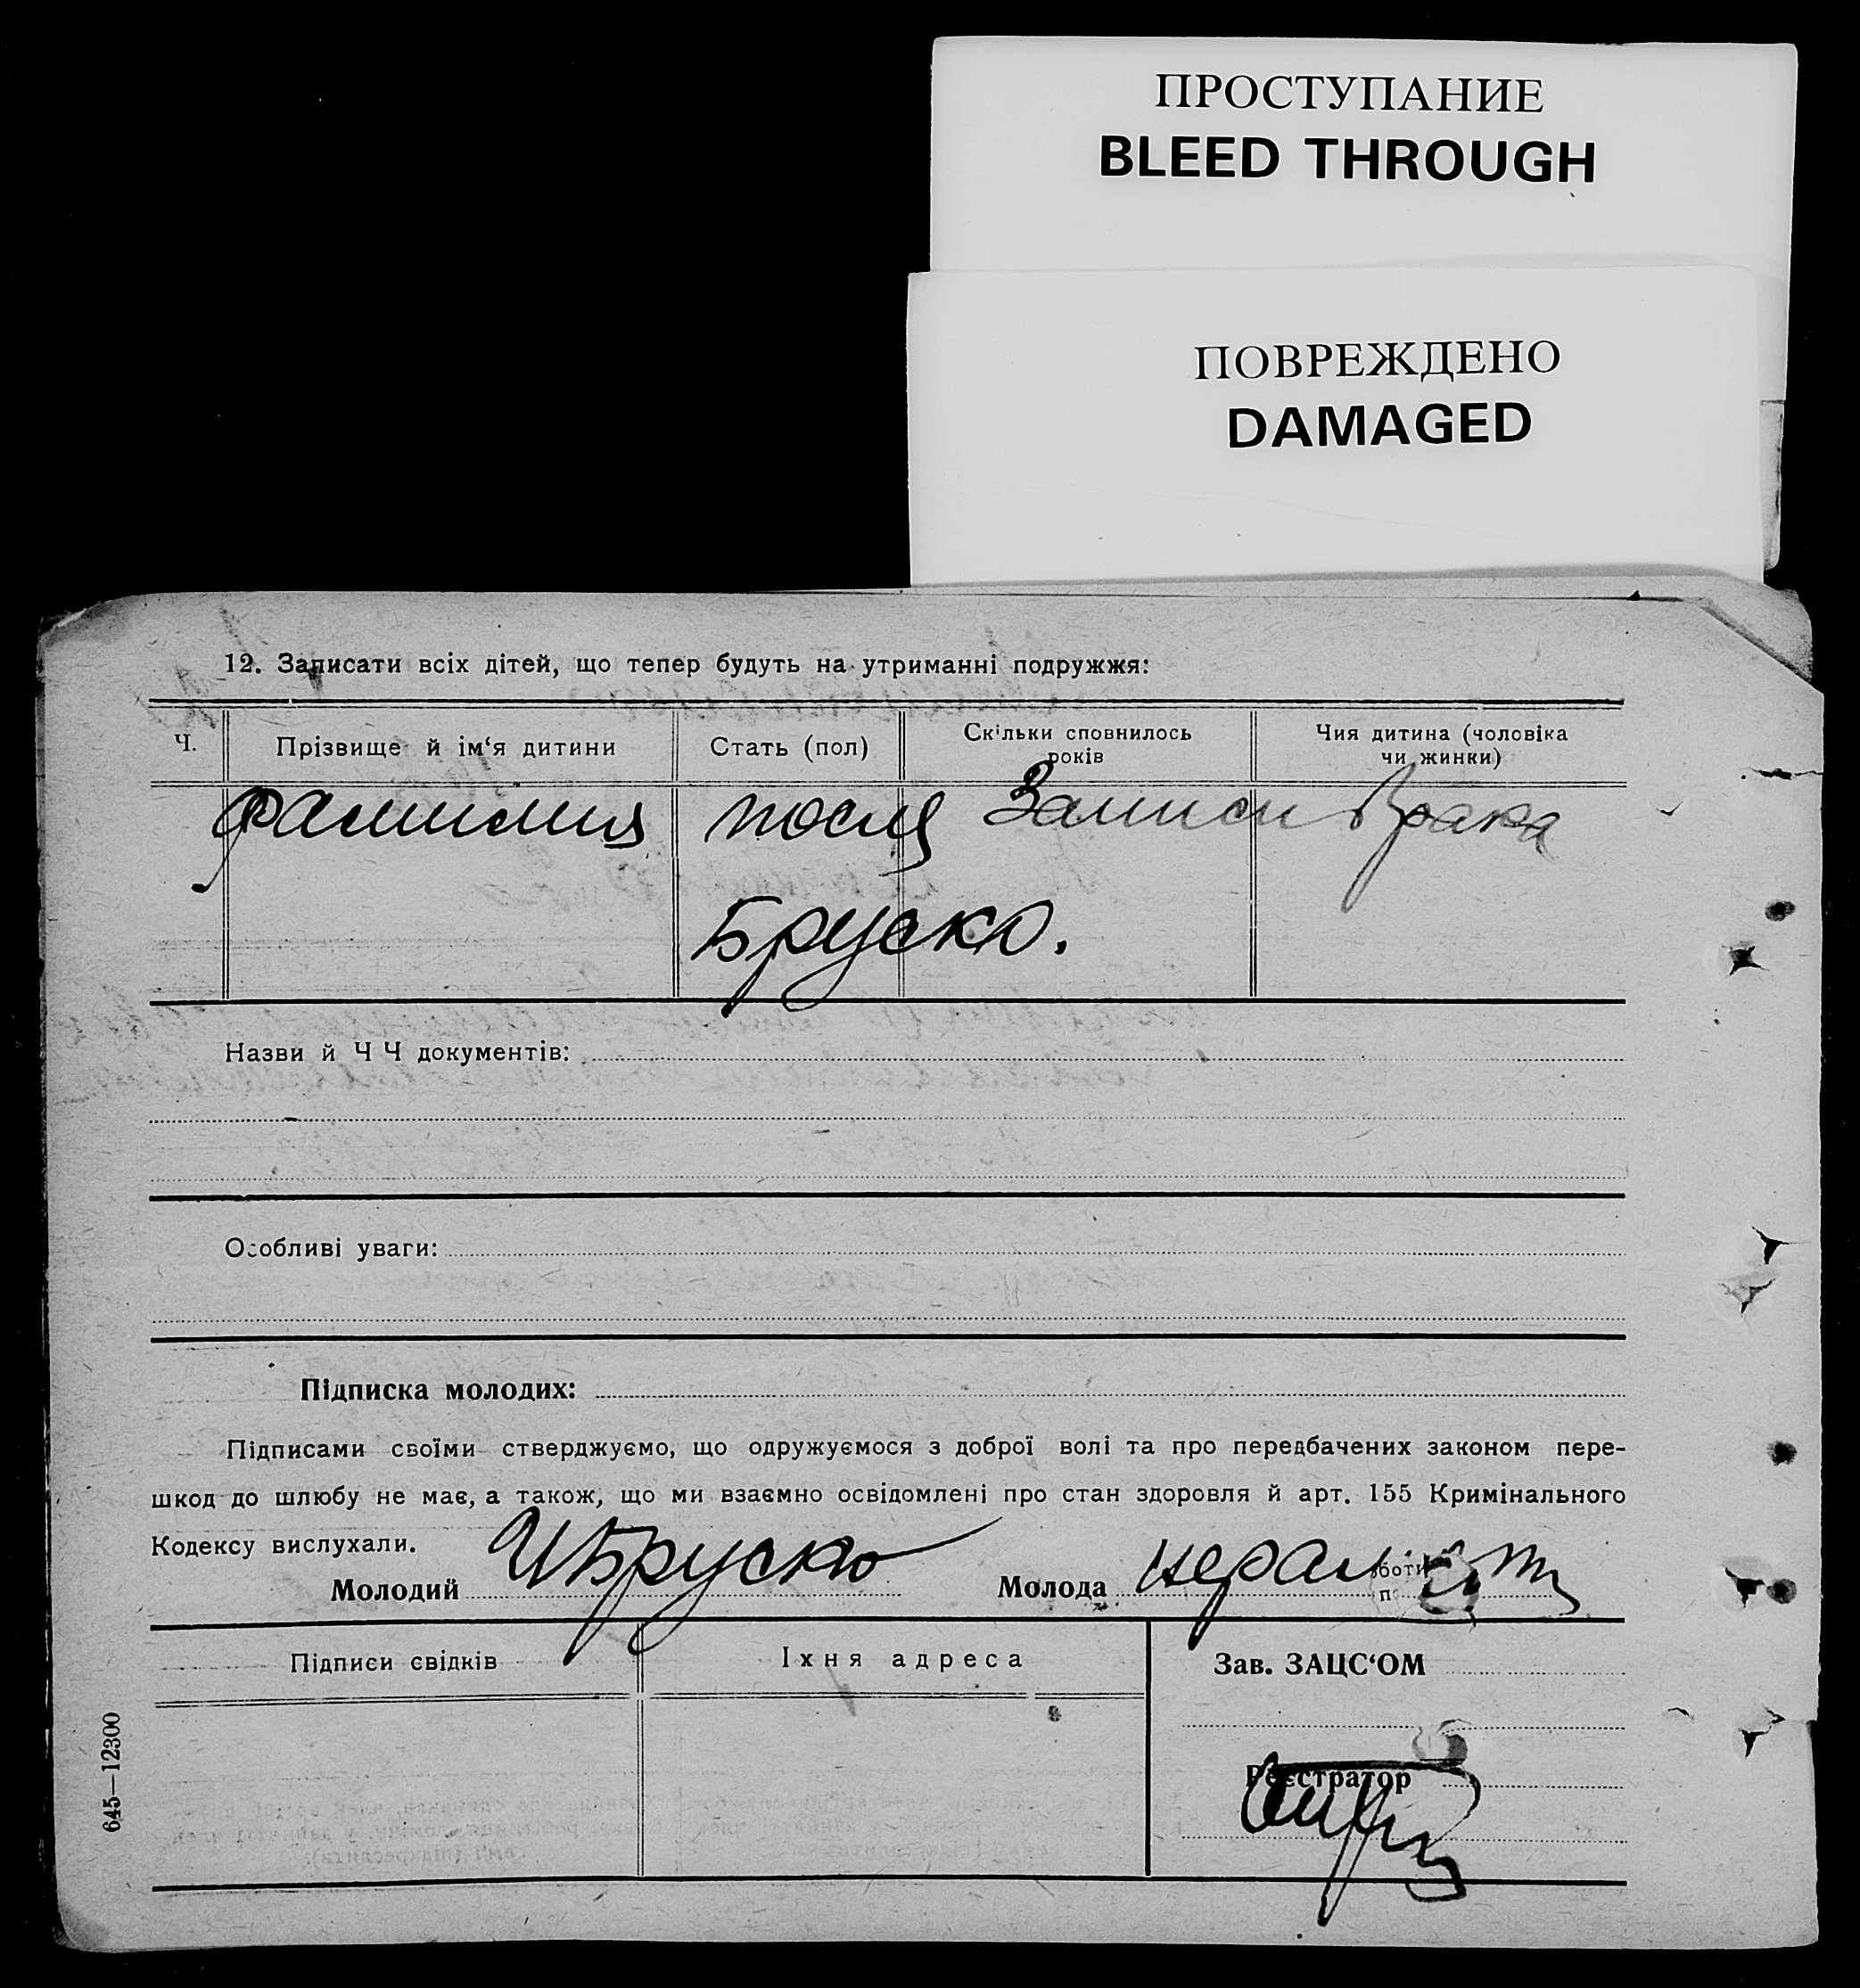 ПРОСТУПАНИЕ
BLEED THROUGH
ПОВРЕЖДЕНО
DAMAGED
12. Записати всіх дітей, що тепер будуть на утриманні подружжя:
Ч.
Прізвище й ім‘я дитини
Стать (пол)
Скільки сповнилось
років
Чия дитина (чоловіка
чи жинки)
Фамилия после Записи брака
Бруско.
Назви й Ч Ч документів:
Особливі уваги:
Підписка молодих:
Підписами своїми стверджуємо, що одружуємося з доброї волі та про передбачених законом пере-
шкод до шлюбу не має, а також, що ми взаємно освідомлені про стан здоровля й арт. 155 Кримінального
Кодексу вислухали.
Молодий ИБруско Молода
Підписи свідків
Їхня адреса
Зав. ЗАЦС‘ОМ
Реєстратор
645—12300